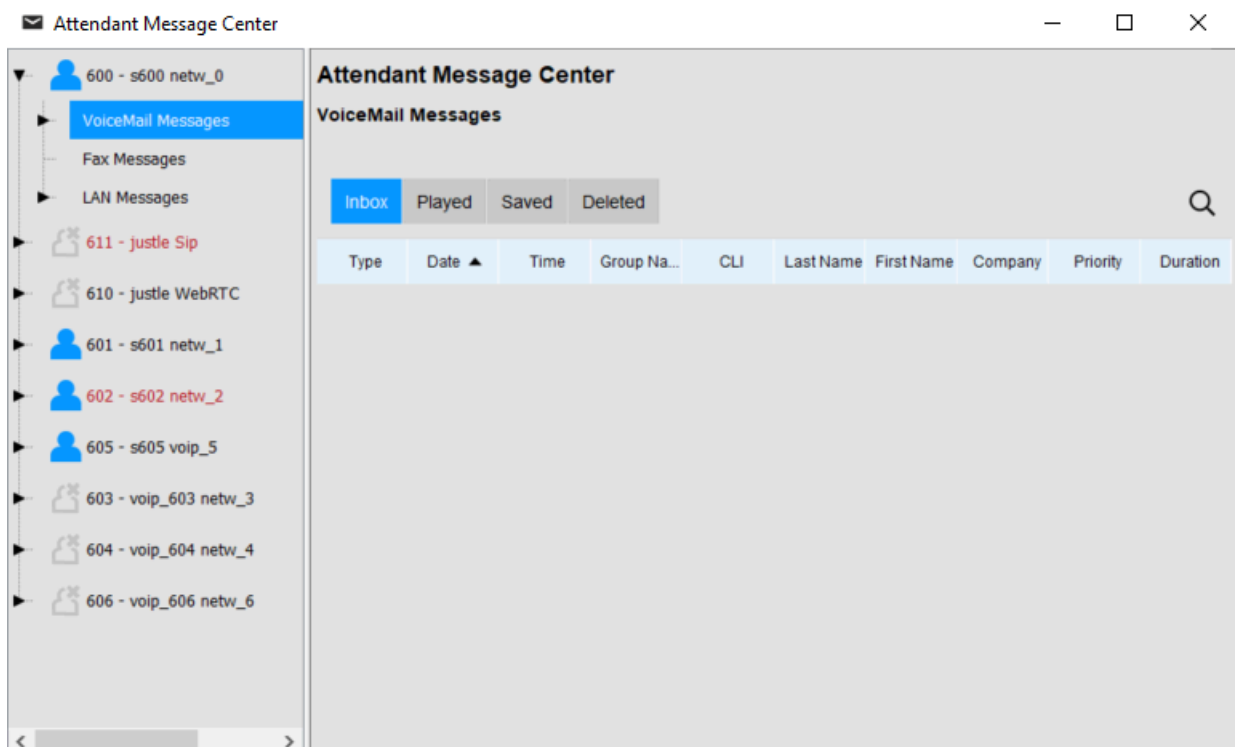 Attendant Message Center
600 - s600 netw_0
VoiceMail Messages
Fax Messages
LAN Messages
611 - justle Sip
610 - justle WebRTC
601 - s601 netw_1
602 - s602 netw_2
605 - s605 voip_5
603 - voip_603 netw_3
604 - voip_604 netw_4
606 - voip_606 netw_6
Attendant Message Center
VoiceMail Messages
Inbox Played Saved Deleted
Type Date Time Group Na... CLI Last Name First Name Company Priority Duration